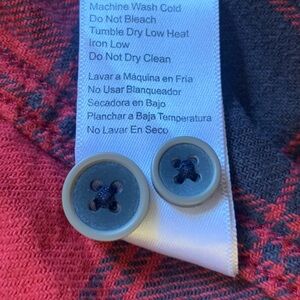 Machine Wash Cold
Do Not Bleach
Tumble Dry Low Heat
Iron Low
Do Not Dry Clean
Lavar a Máquina en Fria
No Usar Blanqueador
Secadora en Bajo
Planchar a Baja Temperatura
No Lavar En Seco